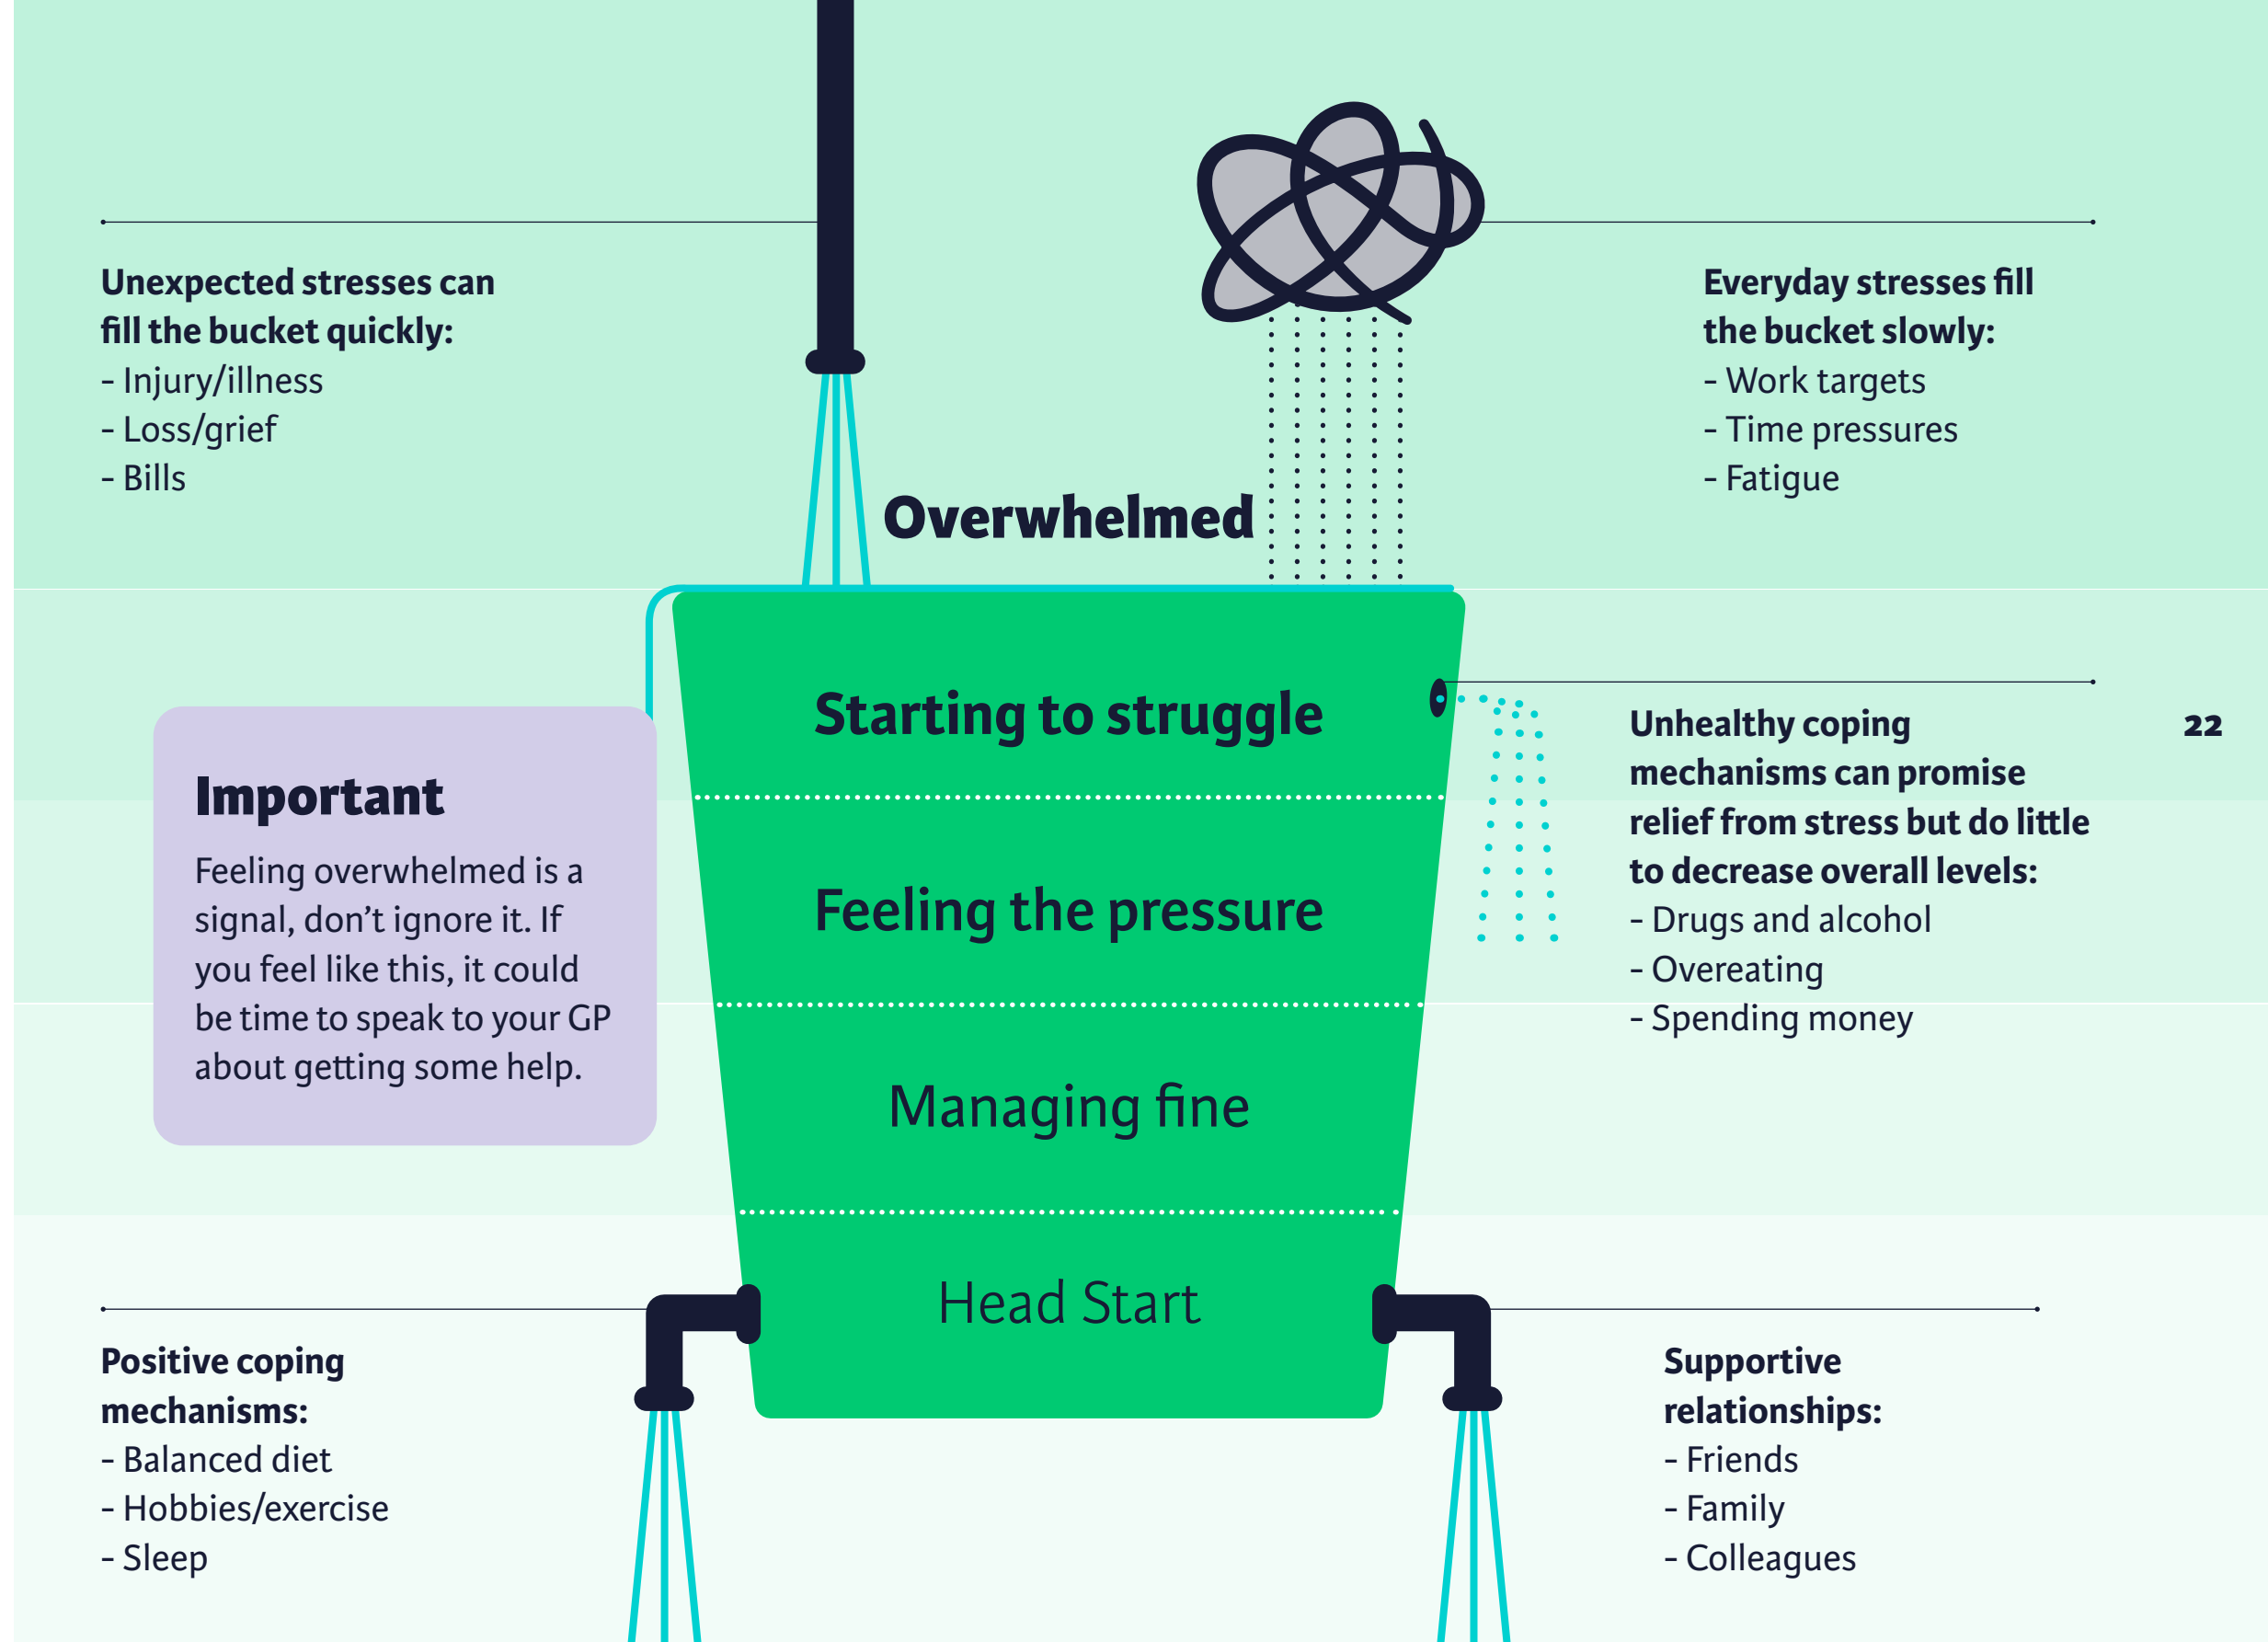 Unexpected stresses can
fill the bucket quickly:
- Injury/illness
- Loss/grief
- Bills
Everyday stresses fill
the bucket slowly:
- Work targets
- Time pressures
- Fatigue
Overwhelmed
Starting to struggle
Feeling the pressure
Managing fine
Head Start
Important
Feeling overwhelmed is a
signal, don’t ignore it. If
you feel like this, it could
be time to speak to your GP
about getting some help.
Unhealthy coping
mechanisms can promise
relief from stress but do little
to decrease overall levels:
- Drugs and alcohol
- Overeating
- Spending money
22
Positive coping
mechanisms:
- Balanced diet
- Hobbies/exercise
- Sleep
Supportive
relationships:
- Friends
- Family
- Colleagues